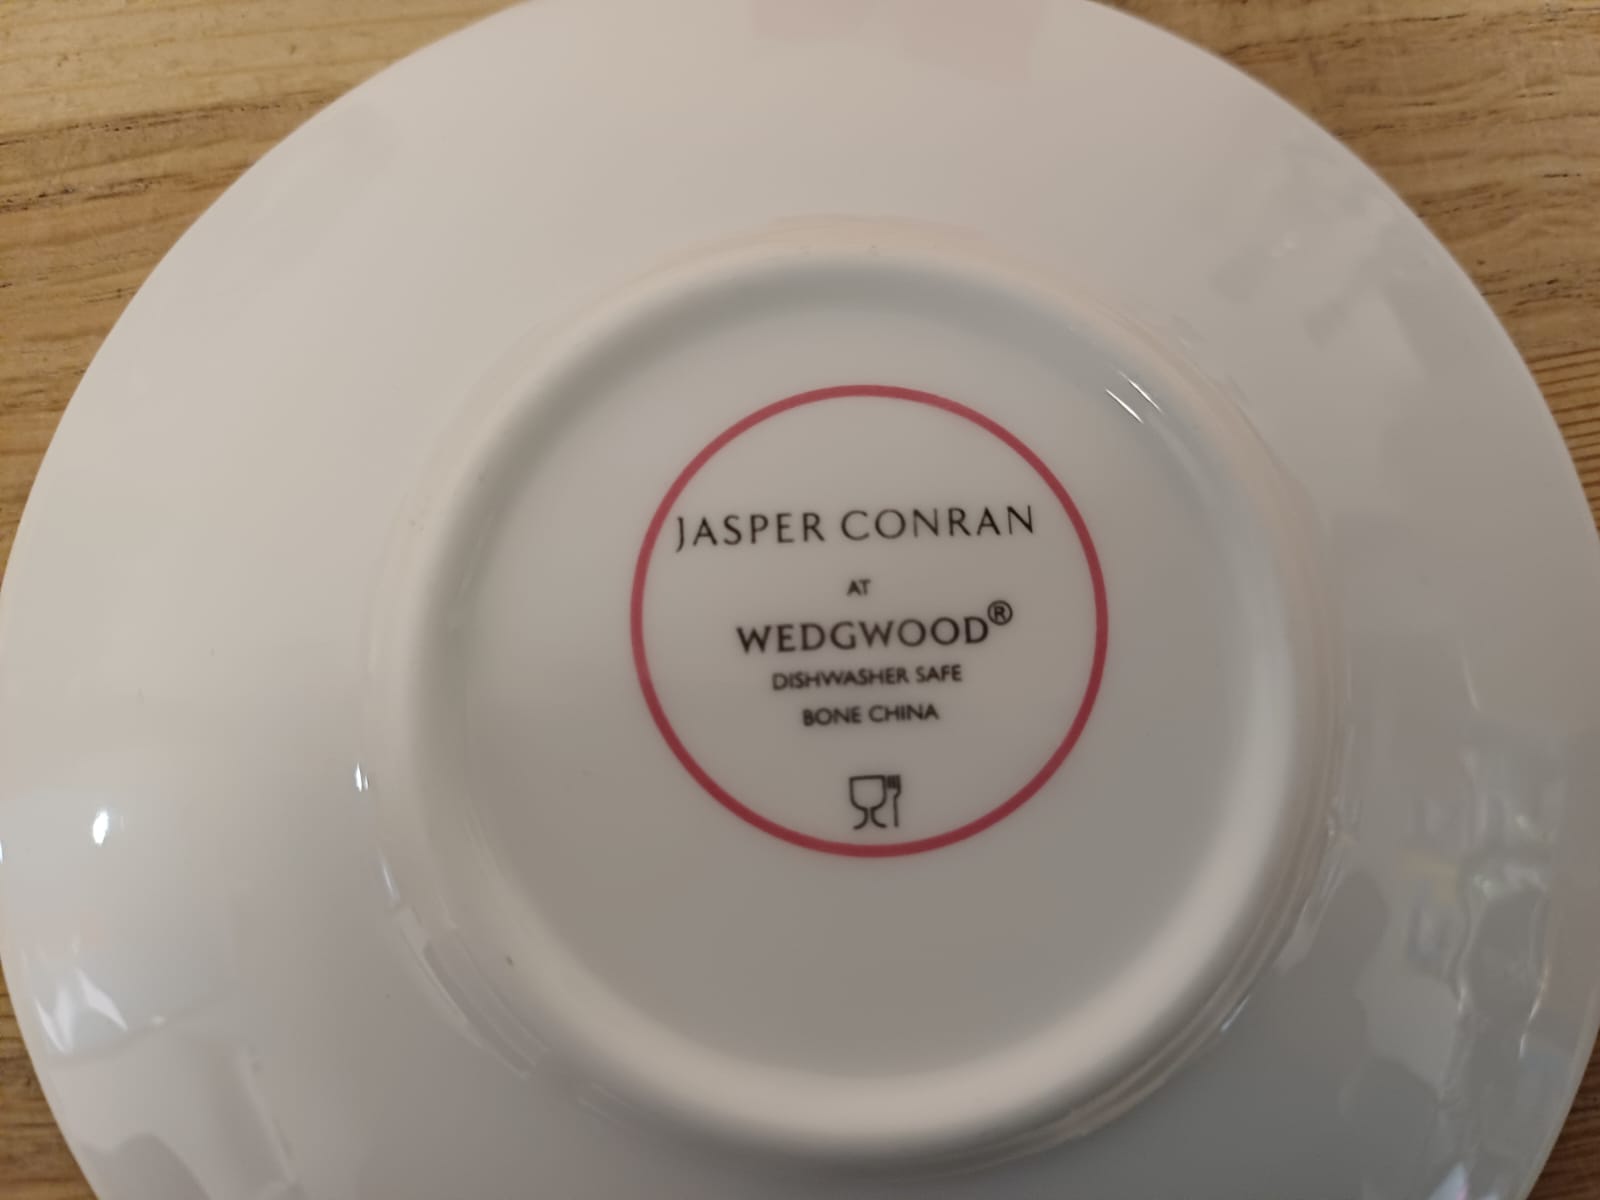 JASPER CONRAN
AT
WEDGWOOD®
DISHWASHER SAFE
BONE CHINA